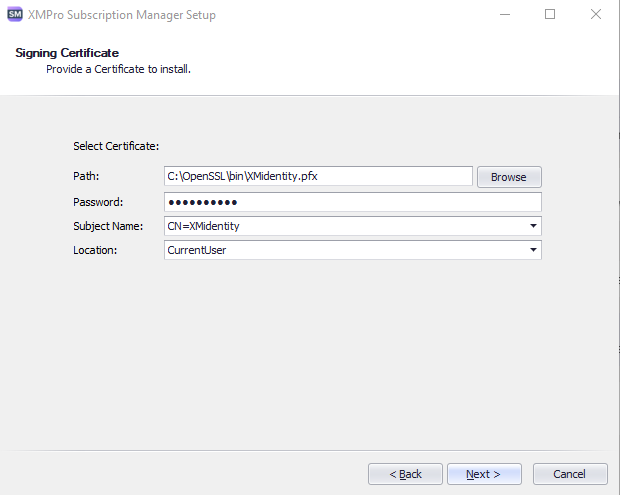 SM XMPro Subscription Manager Setup
Signing Certificate
Provide a Certificate to install.
Select Certificate:
Path: C:\OpenSSL\bin\XMidentity.pfx Browse
Password: ●●●●●●●●●●
Subject Name: CN=XMidentity
Location: CurrentUser
< Back Next > Cancel